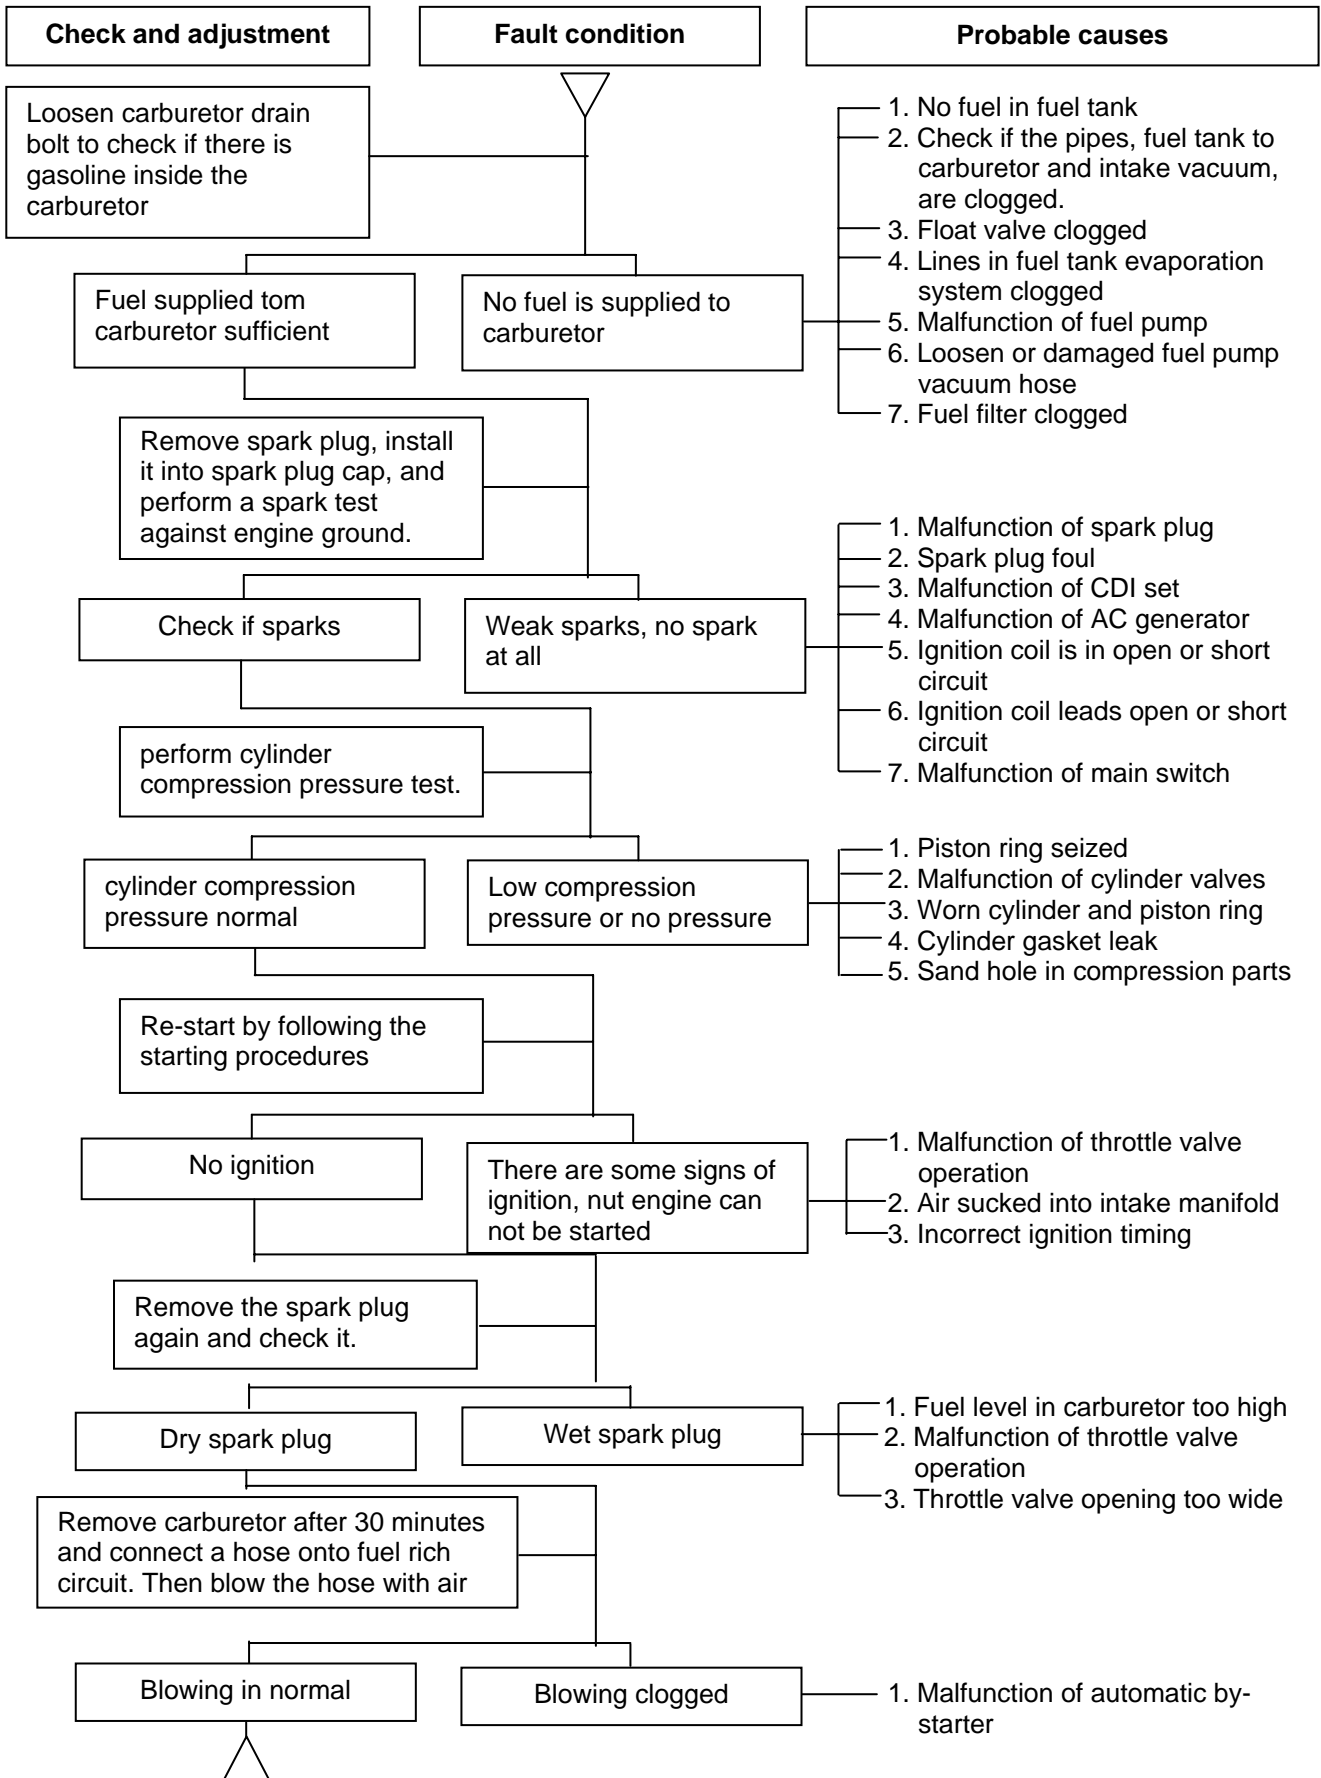 Check and adjustment
Fault condition
Probable causes
Loosen carburetor drain
bolt to check if there is
gasoline inside the
carburetor
1. No fuel in fuel tank
2. Check if the pipes, fuel tank to
carburetor and intake vacuum,
are clogged.
3. Float valve clogged
4. Lines in fuel tank evaporation
system clogged
5. Malfunction of fuel pump
6. Loosen or damaged fuel pump
vacuum hose
7. Fuel filter clogged
Fuel supplied tom
carburetor sufficient
No fuel is supplied to
carburetor
Remove spark plug, install
it into spark plug cap, and
perform a spark test
against engine ground.
1. Malfunction of spark plug
2. Spark plug foul
3. Malfunction of CDI set
4. Malfunction of AC generator
5. Ignition coil is in open or short
circuit
6. Ignition coil leads open or short
circuit
7. Malfunction of main switch
Check if sparks
Weak sparks, no spark
at all
perform cylinder
compression pressure test.
cylinder compression
pressure normal
Low compression
pressure or no pressure
1. Piston ring seized
2. Malfunction of cylinder valves
3. Worn cylinder and piston ring
4. Cylinder gasket leak
5. Sand hole in compression parts
Re-start by following the
starting procedures
No ignition
There are some signs of
ignition, nut engine can
not be started
1. Malfunction of throttle valve
operation
2. Air sucked into intake manifold
3. Incorrect ignition timing
Remove the spark plug
again and check it.
Dry spark plug
Wet spark plug
1. Fuel level in carburetor too high
2. Malfunction of throttle valve
operation
3. Throttle valve opening too wide
Remove carburetor after 30 minutes
and connect a hose onto fuel rich
circuit. Then blow the hose with air
Blowing in normal
Blowing clogged
1. Malfunction of automatic by-
starter